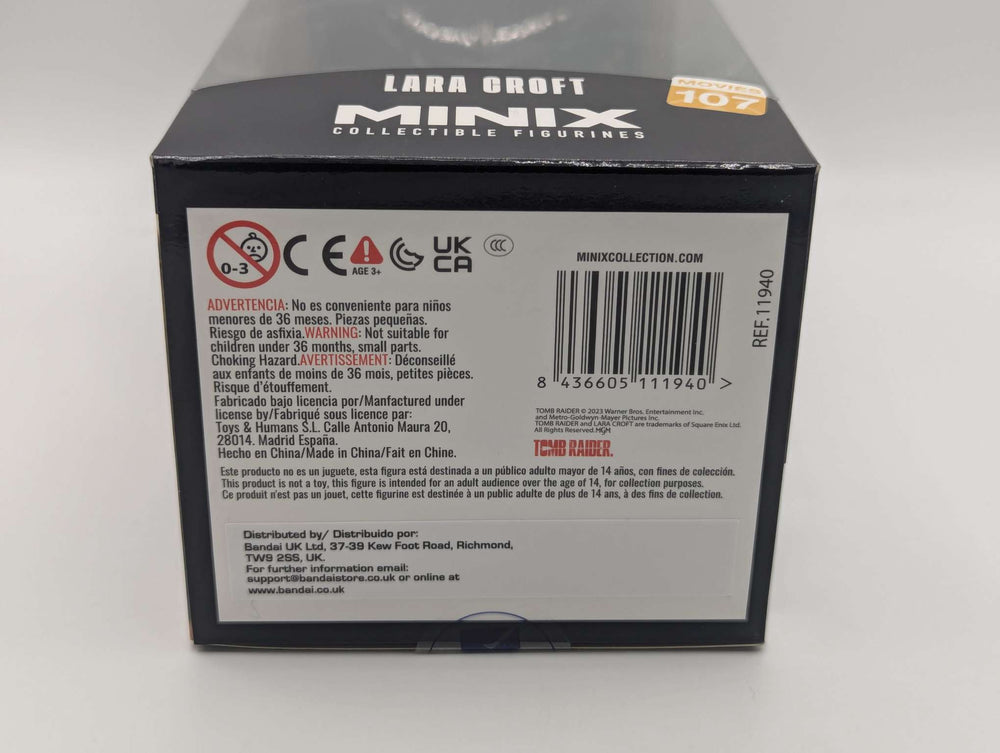 LARA CROFT
MOVIES
107
MINIX
COLLECTIBLE FIGURINES
0-3
CE
AGE 3+
UK
CA
CCC
MINIXCOLLECTION.COM
REF.11940
8 436605 111940 >
ADVERTENCIA: No es conveniente para niños
menores de 36 meses. Piezas pequeñas.
Riesgo de asfixia.WARNING: Not suitable for
children under 36 months, small parts.
Choking Hazard.AVERTISSEMENT: Déconseillé
aux enfants de moins de 36 mois, petites pièces.
Risque d'étouffement.
Fabricado bajo licencia por/Manfactured under
license by/Fabriqué sous licence par:
Toys & Humans S.L. Calle Antonio Maura 20,
28014. Madrid España.
Hecho en China/Made in China/Fait en Chine.
TOMB RAIDER © 2023 Warner Bros. Entertainment Inc.
and Metro-Goldwyn-Mayer Pictures Inc.
TOMB RAIDER and LARA CROFT are trademarks of Square Enix Ltd.
All Rights Reserved. MGM
TOMB RAIDER.
Este producto no es un juguete, esta figura está destinada a un público adulto mayor de 14 años, con fines de colección.
This product is not a toy, this figure is intended for an adult audience over the age of 14, for collection purposes.
Ce produit n'est pas un jouet, cette figurine est destinée à un public adulte de plus de 14 ans, à des fins de collection.
Distributed by/ Distribuido por:
Bandai UK Ltd, 37-39 Kew Foot Road, Richmond,
TW9 2SS, UK.
For further information email:
support@bandaistore.co.uk or online at
www.bandai.co.uk